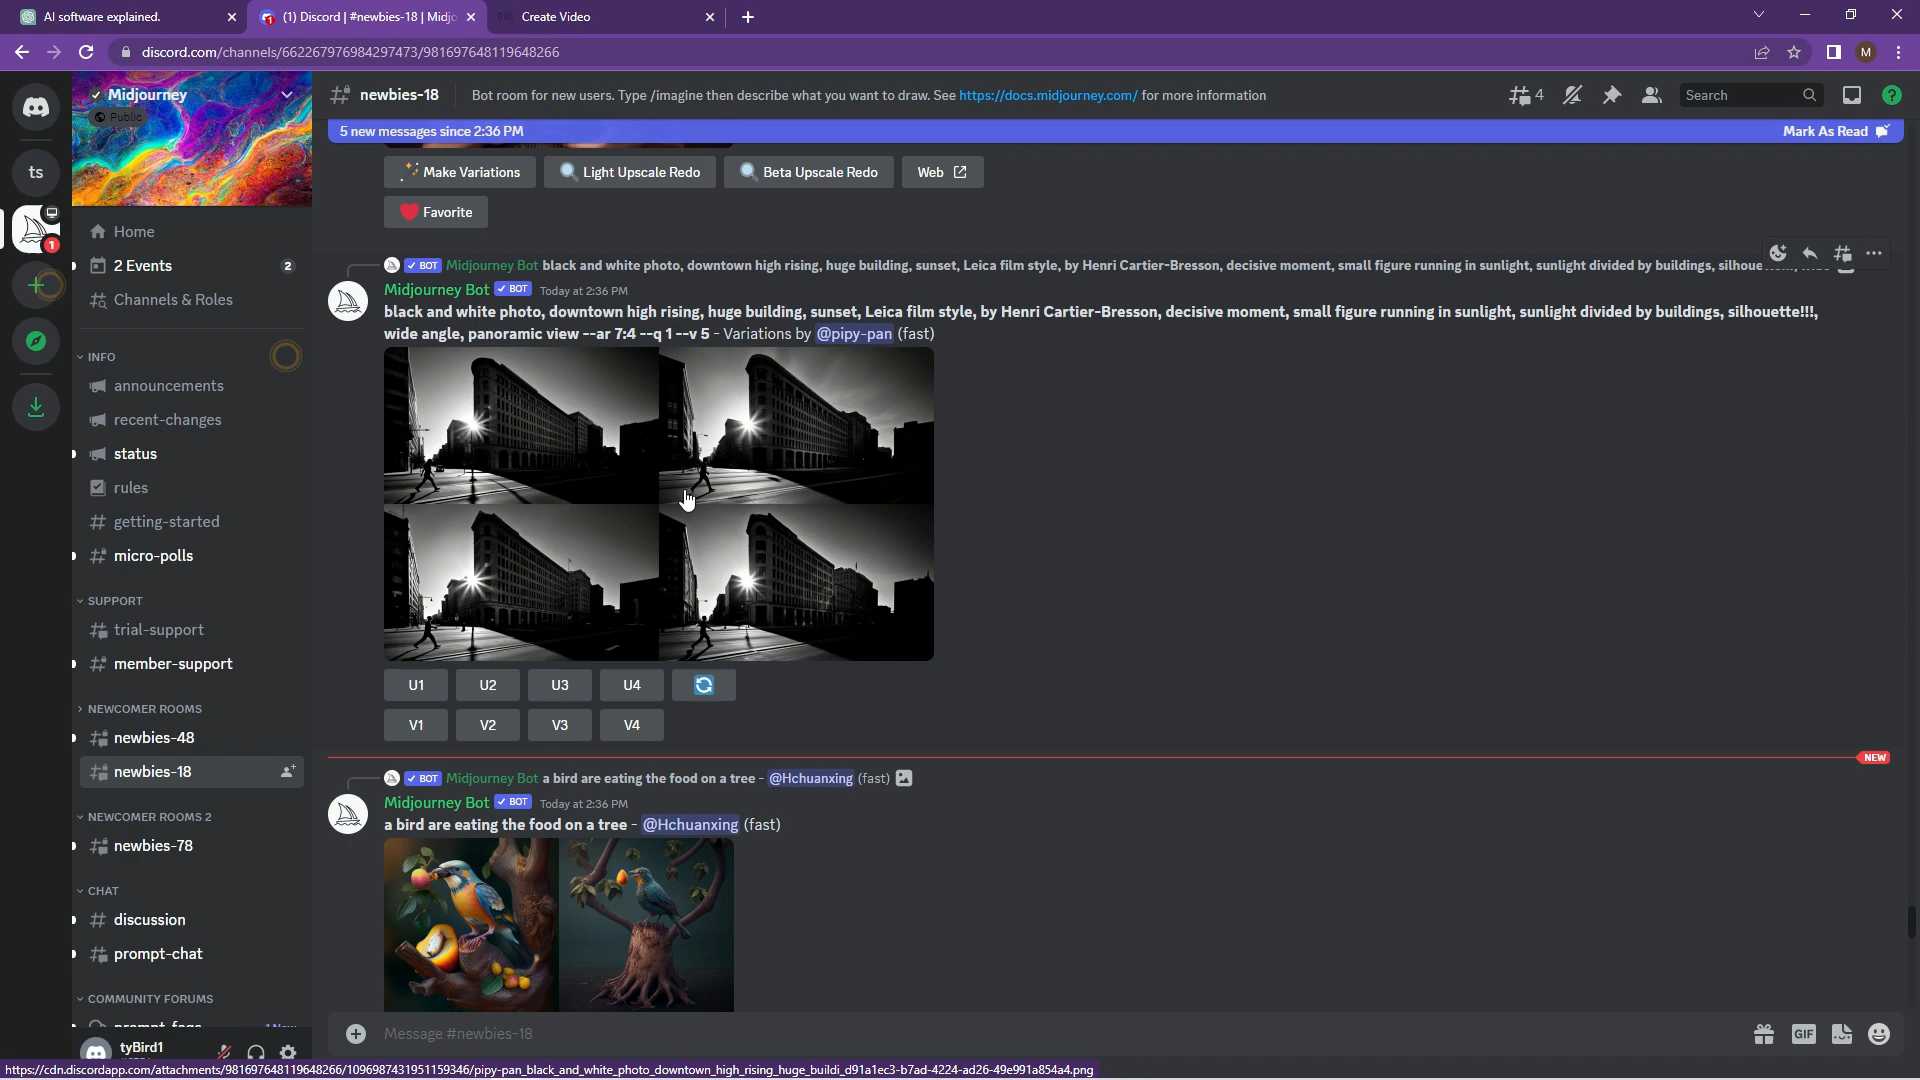 AI software explained.
(1) Discord | #newbies-18 | Midjo
Create Video
discord.com/channels/662267976984297473/981697648119648266
M
Midjourney
Public
ts
1
Home
2 Events 2
Channels & Roles
INFO
announcements
recent-changes
status
rules
getting-started
micro-polls
SUPPORT
trial-support
member-support
NEWCOMER ROOMS
newbies-48
newbies-18
NEWCOMER ROOMS 2
newbies-78
CHAT
discussion
prompt-chat
COMMUNITY FORUMS
tyBird1
newbies-18
Bot room for new users. Type /imagine then describe what you want to draw. See https://docs.midjourney.com/ for more information
4
Search
5 new messages since 2:36 PM
Mark As Read
Make Variations
Light Upscale Redo
Beta Upscale Redo
Web
Favorite
BOT Midjourney Bot black and white photo, downtown high rising, huge building, sunset, Leica film style, by Henri Cartier-Bresson, decisive moment, small figure running in sunlight, sunlight divided by buildings,
Midjourney Bot BOT Today at 2:36 PM
black and white photo, downtown high rising, huge building, sunset, Leica film style, by Henri Cartier-Bresson, decisive moment, small figure running in sunlight, sunlight divided by buildings, silhouette!!!,
wide angle, panoramic view --ar 7:4 --q 1 --v 5 - Variations by @pipy-pan (fast)
U1 U2 U3 U4
V1 V2 V3 V4
NEW
BOT Midjourney Bot a bird are eating the food on a tree - @Hchuanxing (fast)
Midjourney Bot BOT Today at 2:36 PM
a bird are eating the food on a tree - @Hchuanxing (fast)
Message #newbies-18
GIF
https://cdn.discordapp.com/attachments/981697648119648266/1096987431951159346/pipy-pan_black_and_white_photo_downtown_high_rising_huge_buildi_d91a1ec3-b7ad-4224-ad26-49e991a854a4.png